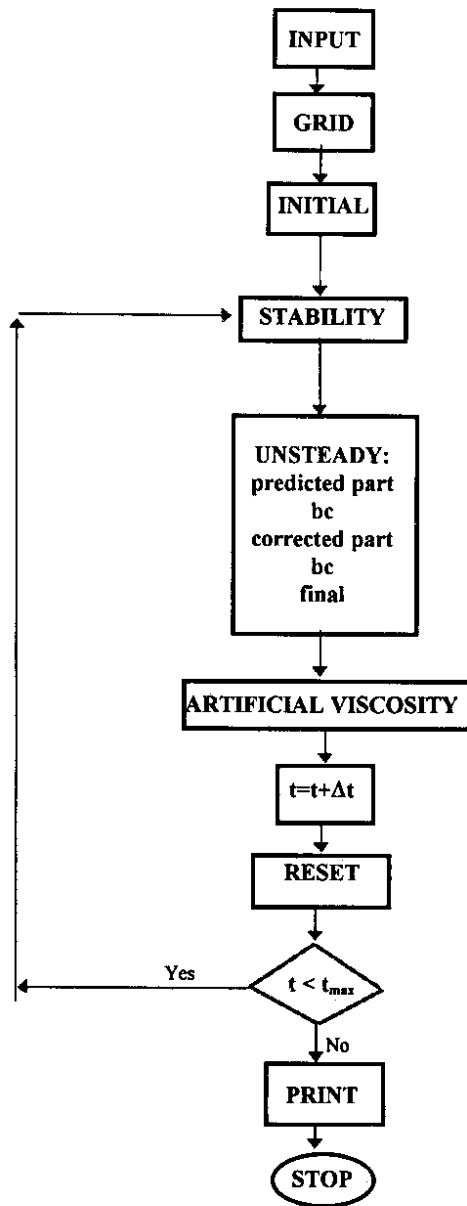 INPUT
GRID
INITIAL
STABILITY
UNSTEADY:
predicted part
bc
corrected part
bc
final
ARTIFICIAL VISCOSITY
t=t+Δt
RESET
Yes
t < tmax
No
PRINT
STOP